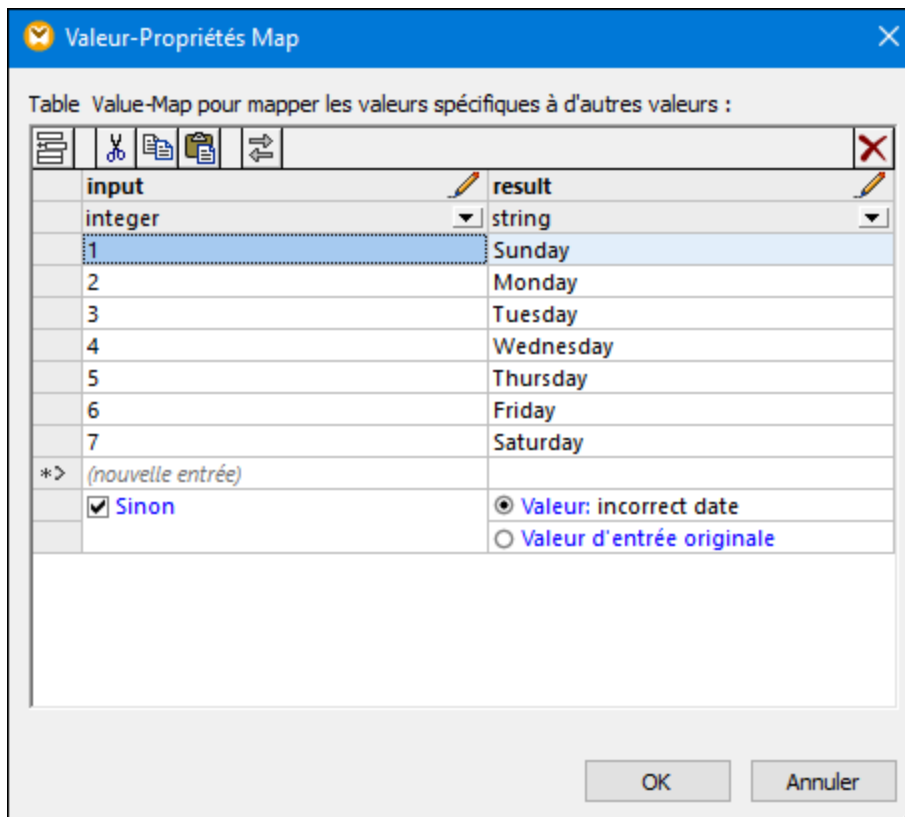 Valeur-Propriétés Map
Table Value-Map pour mapper les valeurs spécifiques à d'autres valeurs :
input result
integer string
1 Sunday
2 Monday
3 Tuesday
4 Wednesday
5 Thursday
6 Friday
7 Saturday
(nouvelle entrée)
Sinon Valeur: incorrect date
Valeur d'entrée originale
OK Annuler